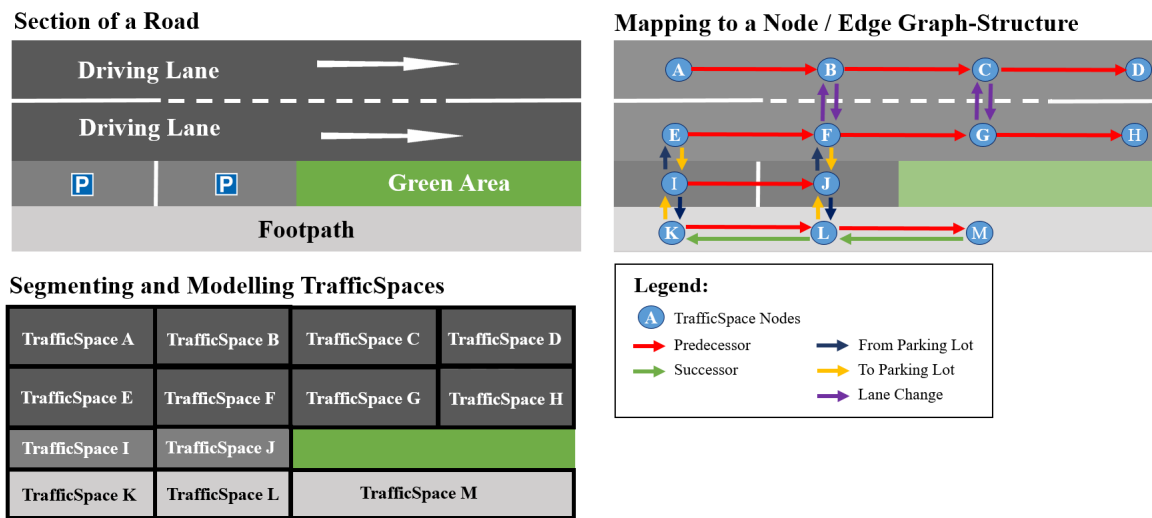 Section of a Road
Driving Lane
Driving Lane
P
P
Green Area
Footpath
Mapping to a Node / Edge Graph-Structure
A
B
C
D
E
F
G
H
I
J
K
L
M
Segmenting and Modelling TrafficSpaces
TrafficSpace A
TrafficSpace B
TrafficSpace C
TrafficSpace D
TrafficSpace E
TrafficSpace F
TrafficSpace G
TrafficSpace H
TrafficSpace I
TrafficSpace J
TrafficSpace K
TrafficSpace L
TrafficSpace M
Legend:
A TrafficSpace Nodes
Predecessor
Successor
From Parking Lot
To Parking Lot
Lane Change